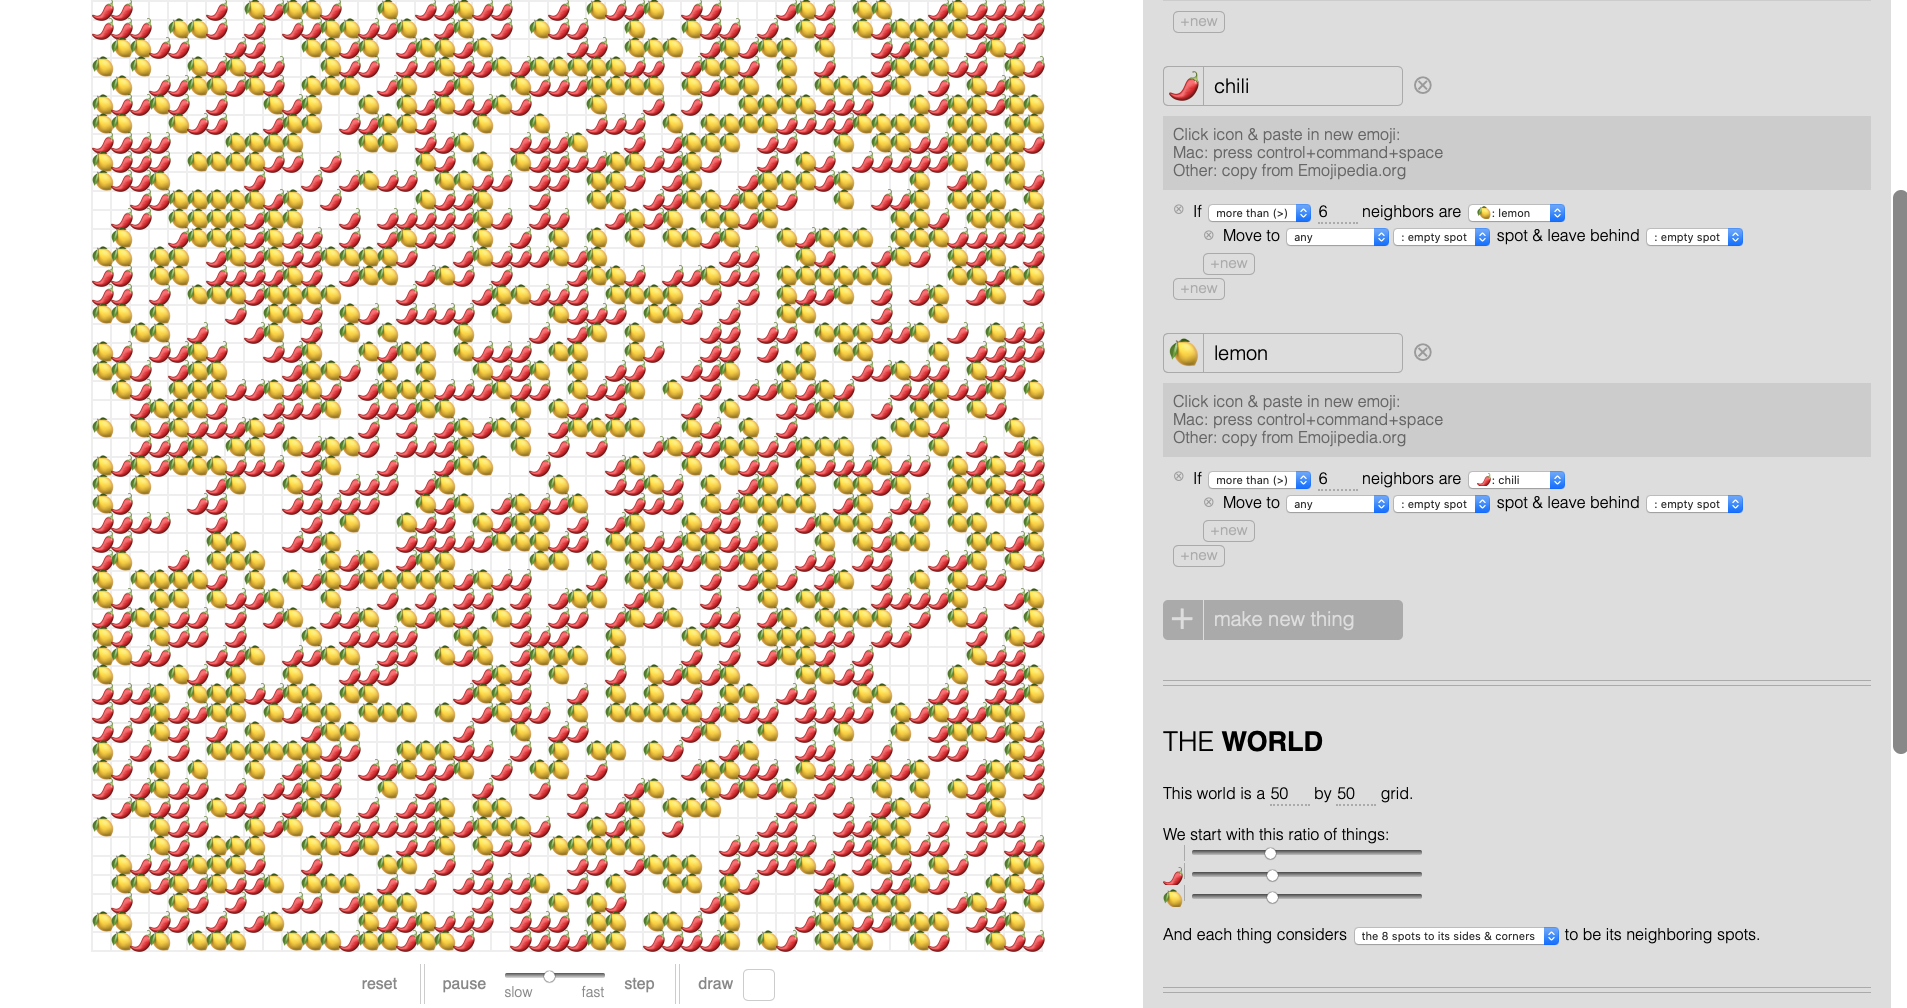 +new
chili
Click icon & paste in new emoji:
Mac: press control+command+space
Other: copy from Emojipedia.org
If more than (>) 6 neighbors are : lemon
Move to any : empty spot spot & leave behind : empty spot
+new
+new
lemon
Click icon & paste in new emoji:
Mac: press control+command+space
Other: copy from Emojipedia.org
If more than (>) 6 neighbors are : chili
Move to any : empty spot spot & leave behind : empty spot
+new
+new
make new thing
THE WORLD
This world is a 50 by 50 grid.
We start with this ratio of things:
And each thing considers the 8 spots to its sides & corners to be its neighboring spots.
reset pause slow fast step draw